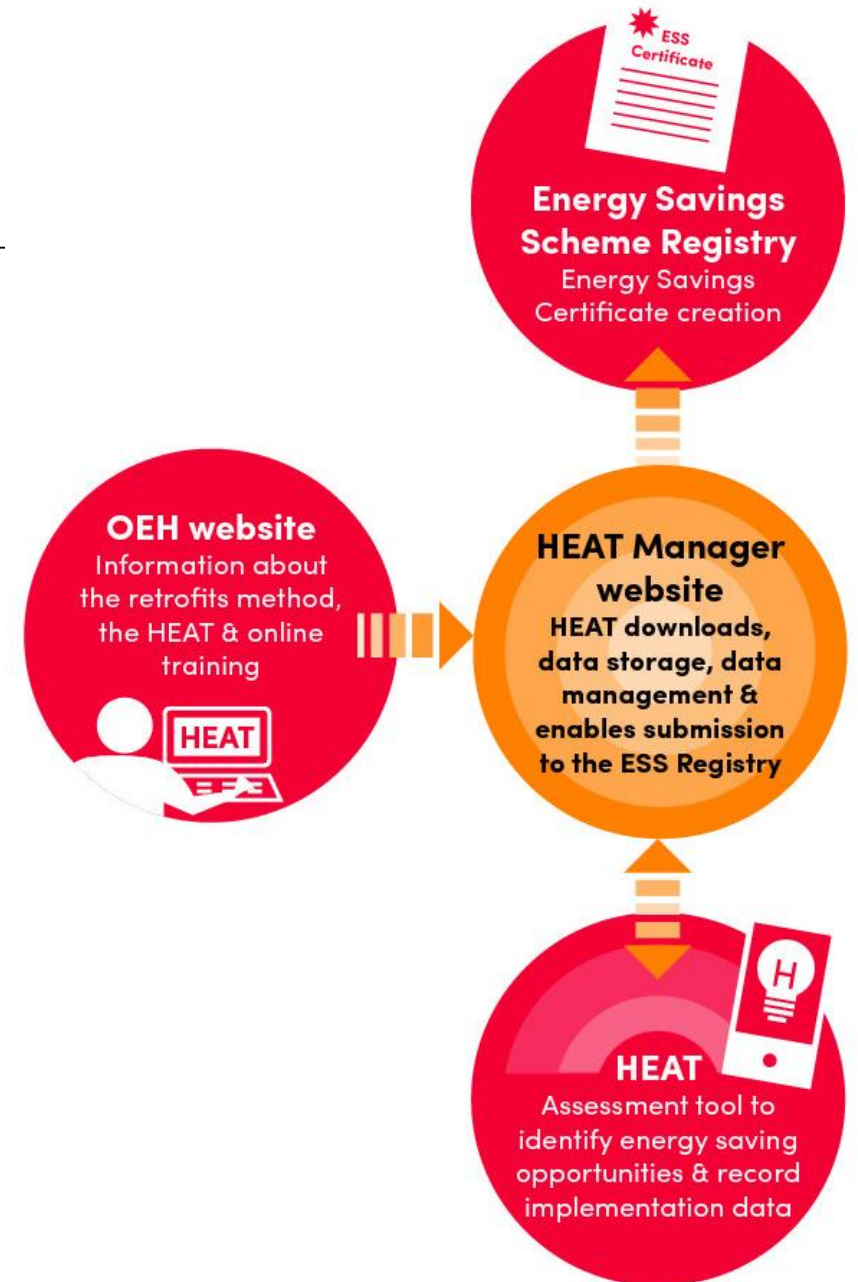 ESS
Certificate
Energy Savings
Scheme Registry
Energy Savings
Certificate creation
OEH website
Information about
the retrofits method,
the HEAT & online
training
HEAT
HEAT Manager
website
HEAT downloads,
data storage, data
management &
enables submission
to the ESS Registry
H
HEAT
Assessment tool to
identify energy saving
opportunities & record
implementation data